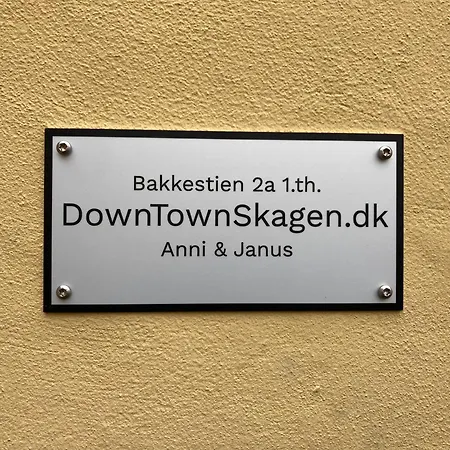 Bakkestien 2a 1.th.
DownTownSkagen.dk
Anni & Janus